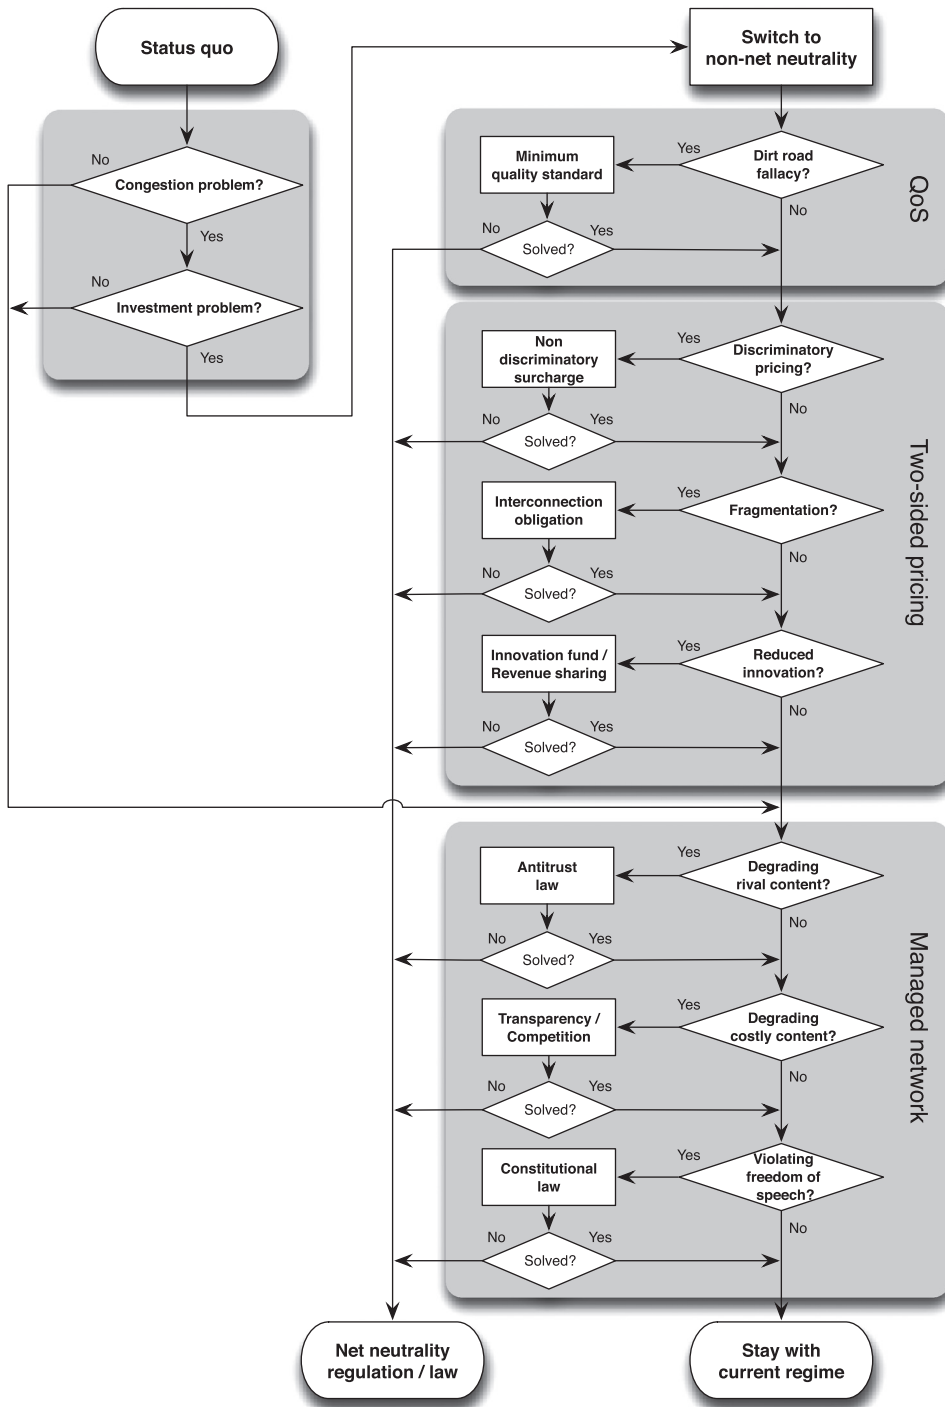 Status quo
Switch to
non-net neutrality
No
Congestion problem?
Yes
No
Investment problem?
Yes
QoS
Dirt road
fallacy?
Yes
Minimum
quality standard
No
No
Solved?
Yes
Two-sided pricing
Discriminatory
pricing?
Yes
Non
discriminatory
surcharge
No
No
Solved?
Yes
Fragmentation?
Yes
Interconnection
obligation
No
No
Solved?
Yes
Reduced
innovation?
Yes
Innovation fund /
Revenue sharing
No
No
Solved?
Yes
Managed network
Degrading
rival content?
Yes
Antitrust
law
No
No
Solved?
Yes
Degrading
costly content?
Yes
Transparency /
Competition
No
No
Solved?
Yes
Violating
freedom of
speech?
Yes
Constitutional
law
No
No
Solved?
Yes
Net neutrality
regulation / law
Stay with
current regime